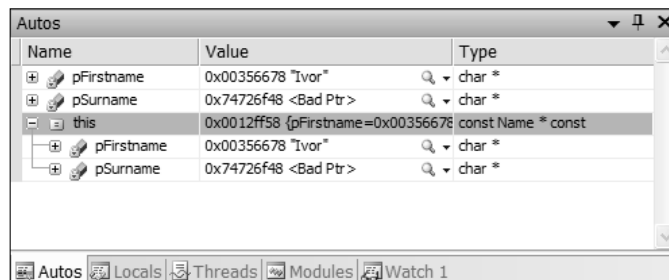 Autos
Name Value Type
pFirstname 0x00356678 "Ivor" char *
pSurname 0x74726f48 <Bad Ptr> char *
this 0x0012ff58 {pFirstname=0x00356678 const Name * const
pFirstname 0x00356678 "Ivor" char *
pSurname 0x74726f48 <Bad Ptr> char *
Autos Locals Threads Modules Watch 1